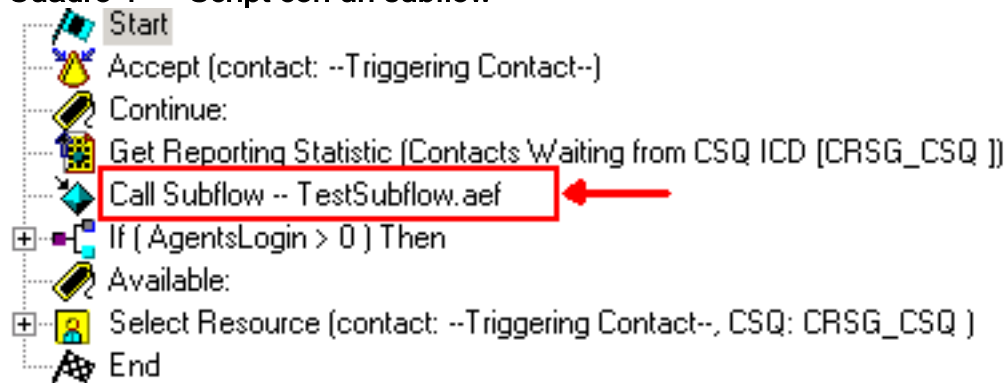 Start
Accept (contact: --Triggering Contact--)
Continue:
Get Reporting Statistic (Contacts Waiting from CSQ ICD [CRSG_CSQ ])
Call Subflow -- TestSubflow.aef
If ( AgentsLogin > 0 ) Then
Available:
Select Resource (contact: --Triggering Contact--, CSQ: CRSG_CSQ )
End